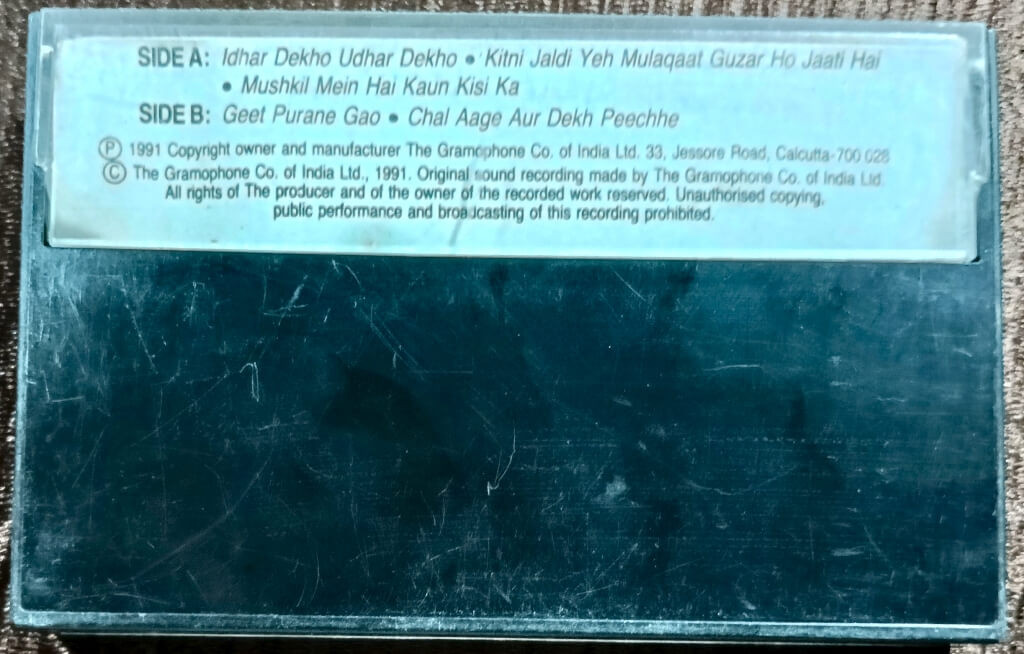 SIDE A: Idhar Dekho Udhar Dekho • Kitni Jaldi Yeh Mulaqaat Guzar Ho Jaati Hai
• Mushkil Mein Hai Kaun Kisi Ka
SIDE B: Geet Purane Gao • Chal Aage Aur Dekh Peechhe
Ⓟ 1991 Copyright owner and manufacturer The Gramophone Co. of India Ltd. 33, Jessore Road, Calcutta-700 028
Ⓒ The Gramophone Co. of India Ltd., 1991. Original sound recording made by The Gramophone Co. of India Ltd.
All rights of The producer and of the owner of the recorded work reserved. Unauthorised copying,
public performance and broadcasting of this recording prohibited.